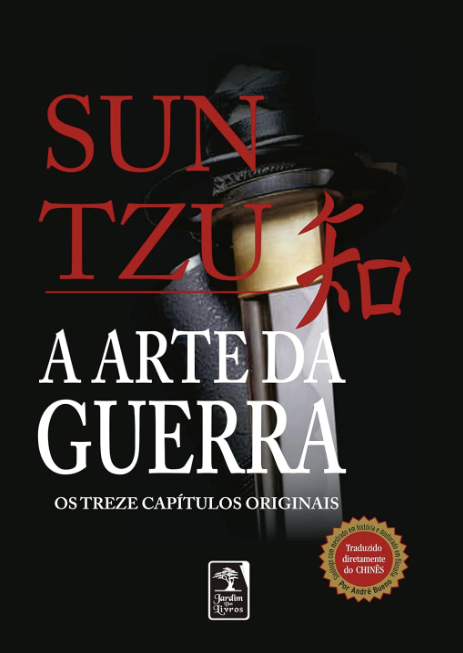 SUN
TZU
知
A ARTE DA
GUERRA
OS TREZE CAPÍTULOS ORIGINAIS
Traduzido
diretamente
do CHINÊS
Por André Bueno
Jardim
dos
Livros